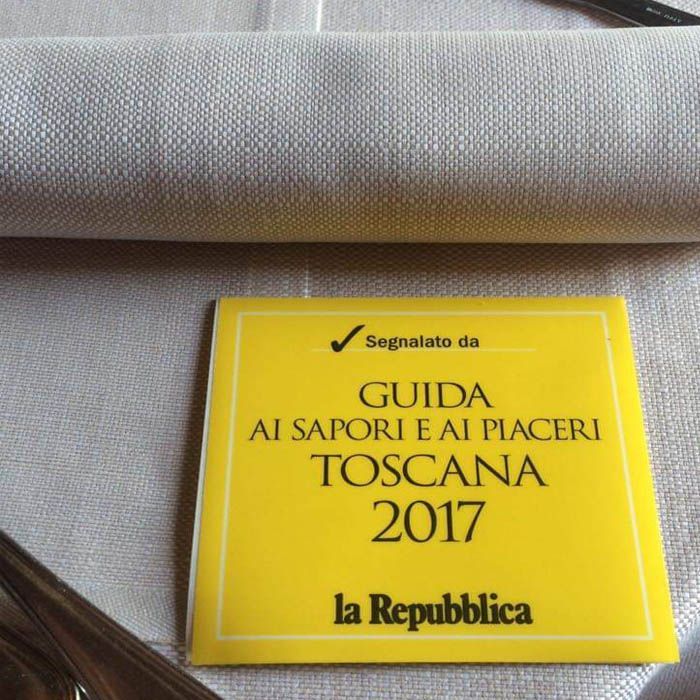 Segnalato da
GUIDA
AI SAPORI E AI PIACERI
TOSCANA
2017
la Repubblica